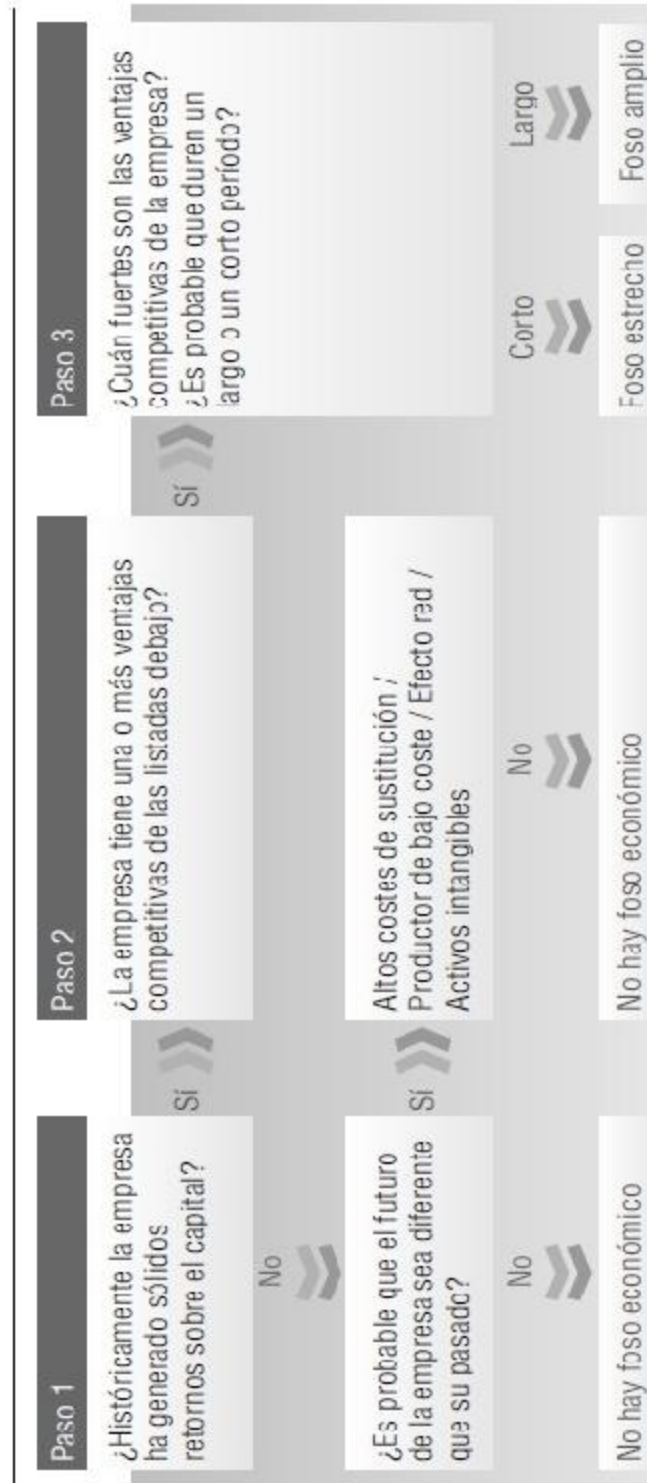 Paso 1
¿Históricamente la empresa
ha generado sólidos
retornos sobre el capital?
No
¿Es probable que el futuro
de la empresa sea diferente
que su pasado?
No
No hay foso económico
Sí
Sí
Paso 2
¿La empresa tiene una o más ventajas
competitivas de las listadas debajo?
Altos costes de sustitución /
Productor de bajo coste / Efecto red /
Activos intangibles
No
No hay foso económico
Sí
Paso 3
¿Cuán fuertes son las ventajas
competitivas de la empresa?
¿Es probable que duren un
largo o un corto período?
Corto
Largo
Foso estrecho
Foso amplio